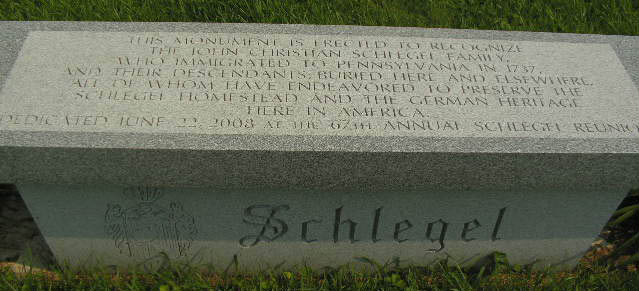 THIS MONUMENT IS ERECTED TO RECOGNIZE
THE JOHN CHRISTIAN SCHLEGEL FAMILY,
WHO IMMIGRATED TO PENNSYLVANIA IN 1737,
AND THEIR DESCENDANTS, BURIED HERE AND ELSEWHERE,
ALL OF WHOM HAVE ENDEAVORED TO PRESERVE THE
SCHLEGEL HOMESTEAD AND THE GERMAN HERITAGE
HERE IN AMERICA.
DEDICATED JUNE 22, 2008 AT THE 67TH ANNUAL SCHLEGEL REUNIO
Schlegel